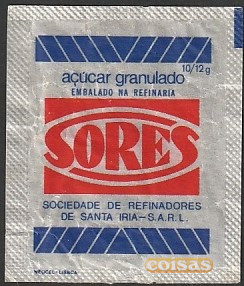 10/12 g
açúcar granulado
EMBALADO NA REFINARIA
SORES
SOCIEDADE DE REFINADORES
DE SANTA IRIA-S.A.R.L.
coisas